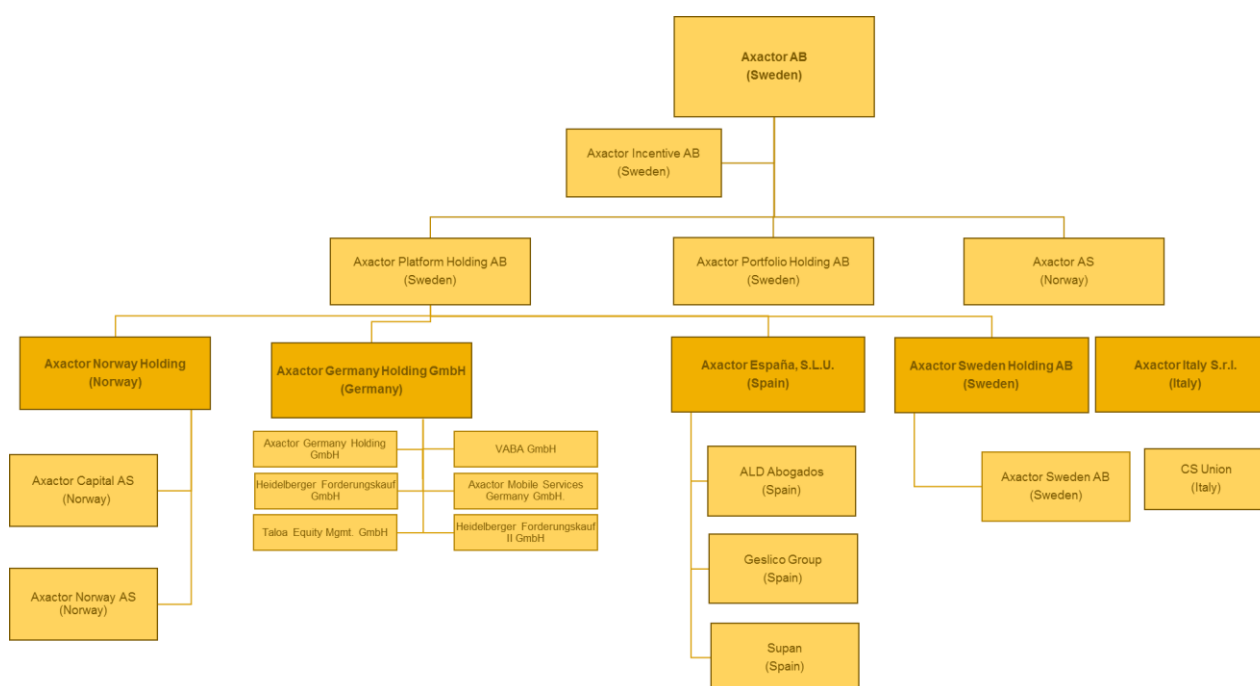 Axactor AB
(Sweden)
Axactor Incentive AB
(Sweden)
Axactor Platform Holding AB
(Sweden)
Axactor Portfolio Holding AB
(Sweden)
Axactor AS
(Norway)
Axactor Norway Holding
(Norway)
Axactor Germany Holding GmbH
(Germany)
Axactor España, S.L.U.
(Spain)
Axactor Sweden Holding AB
(Sweden)
Axactor Italy S.r.l.
(Italy)
Axactor Capital AS
(Norway)
Axactor Norway AS
(Norway)
Axactor Germany Holding
GmbH
VABA GmbH
Heidelberger Forderungskauf
GmbH
Axactor Mobile Services
Germany GmbH.
Taloa Equity Mgmt. GmbH
Heidelberger Forderungskauf
II GmbH
ALD Abogados
(Spain)
Geslico Group
(Spain)
Supan
(Spain)
Axactor Sweden AB
(Sweden)
CS Union
(Italy)